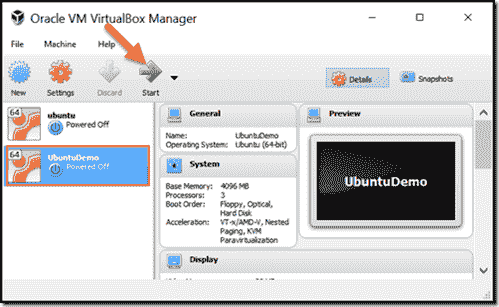 Oracle VM VirtualBox Manager
File Machine Help
New Settings Discard Start Details Snapshots
64 ubuntu
Powered Off
64 UbuntuDemo
Powered Off
General
Name: UbuntuDemo
Operating System: Ubuntu (64-bit)
System
Base Memory: 4096 MB
Processors: 3
Boot Order: Floppy, Optical,
Hard Disk
Acceleration: VT-x/AMD-V, Nested
Paging, KVM
Paravirtualization
Display
Preview
UbuntuDemo